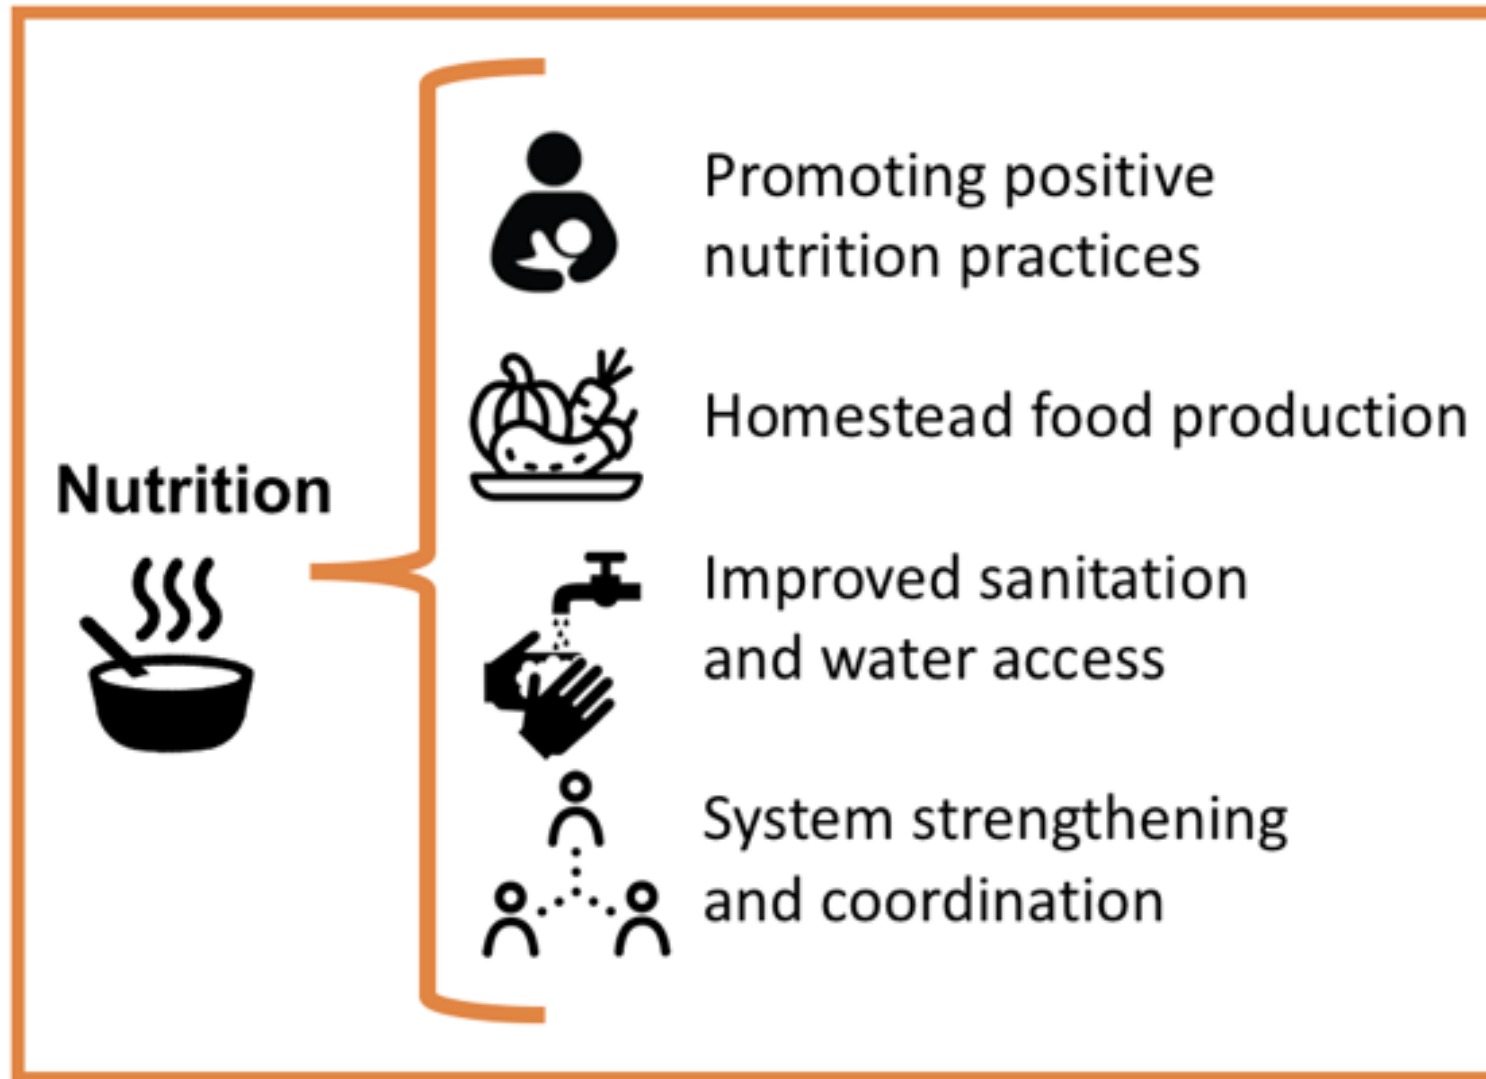 Nutrition
Promoting positive
nutrition practices
Homestead food production
Improved sanitation
and water access
System strengthening
and coordination